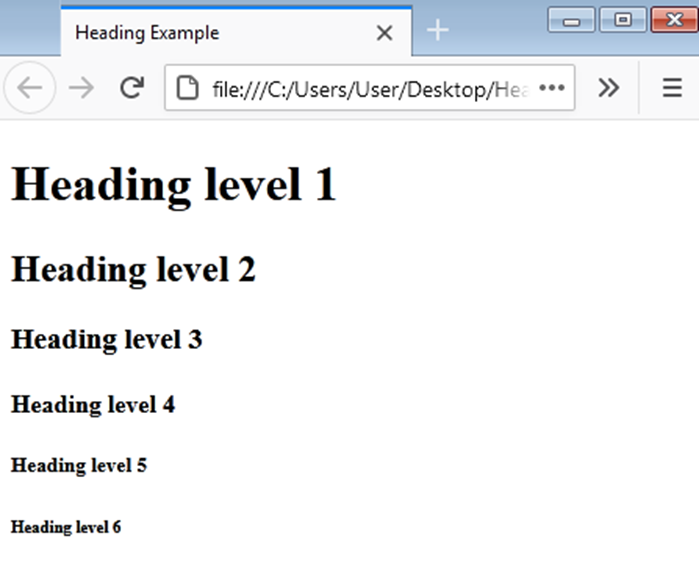 Heading Example
file:///C:/Users/User/Desktop/Hea
Heading level 1
Heading level 2
Heading level 3
Heading level 4
Heading level 5
Heading level 6